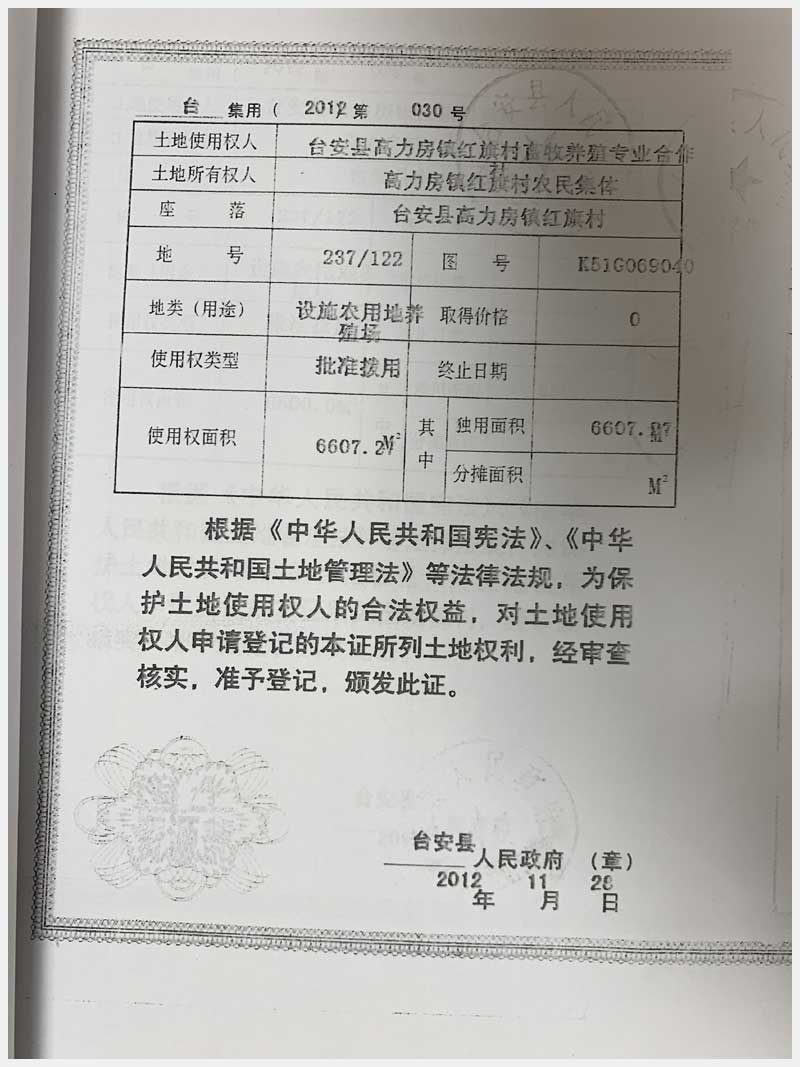 台 集用(2012)第 030 号
土地使用权人 台安县高力房镇红旗村畜牧养殖专业合作社
土地所有权人 高力房镇红旗村农民集体
座 落 台安县高力房镇红旗村
地 号 237/122 图 号 K51G069040
地类(用途) 设施农用地养殖场 取得价格 0
使用权类型 批准拨用 终止日期
使用权面积 6607.27 M² 其中 独用面积 6607.27 M²
分摊面积 M²
根据《中华人民共和国宪法》、《中华
人民共和国土地管理法》等法律法规,为保
护土地使用权人的合法权益,对土地使用
权人申请登记的本证所列土地权利,经审查
核实,准予登记,颁发此证。
台安县 人民政府 (章)
2012 年 11 月 28 日